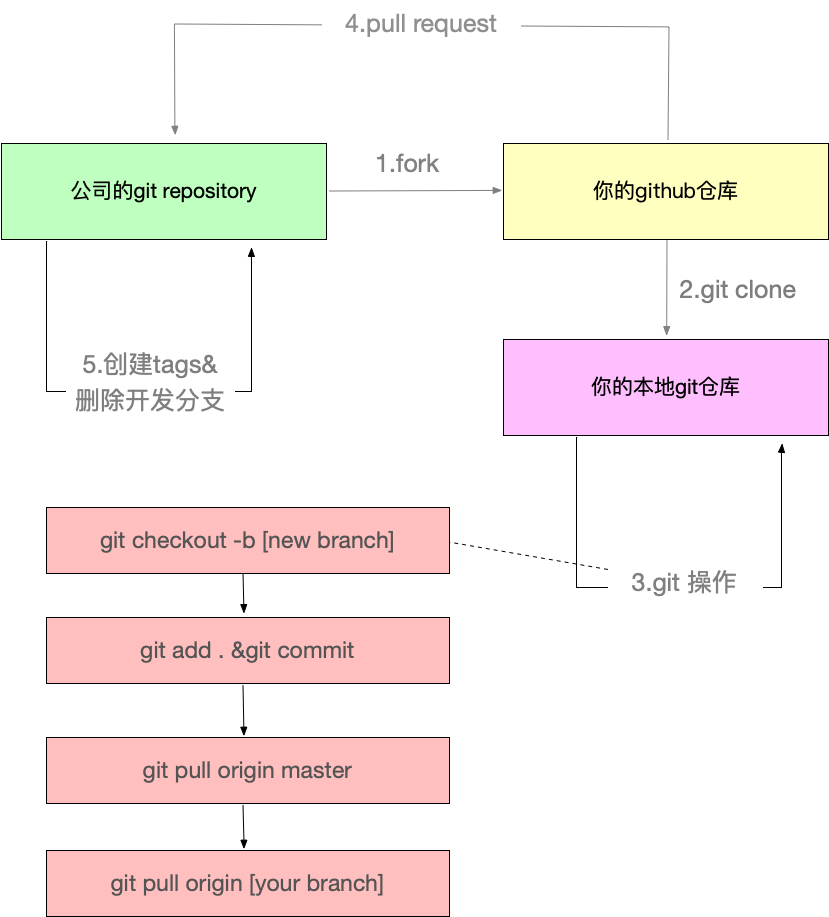 4.pull request
1.fork
公司的git repository
你的github仓库
2.git clone
5.创建tags&
删除开发分支
你的本地git仓库
git checkout -b [new branch]
3.git 操作
git add . &git commit
git pull origin master
git pull origin [your branch]